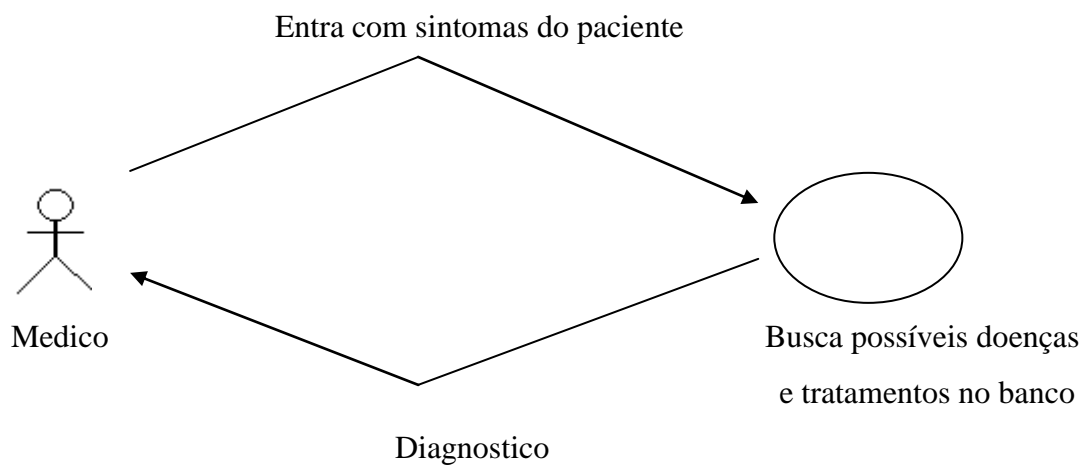 Entra com sintomas do paciente
Medico
Busca possíveis doenças
e tratamentos no banco
Diagnostico